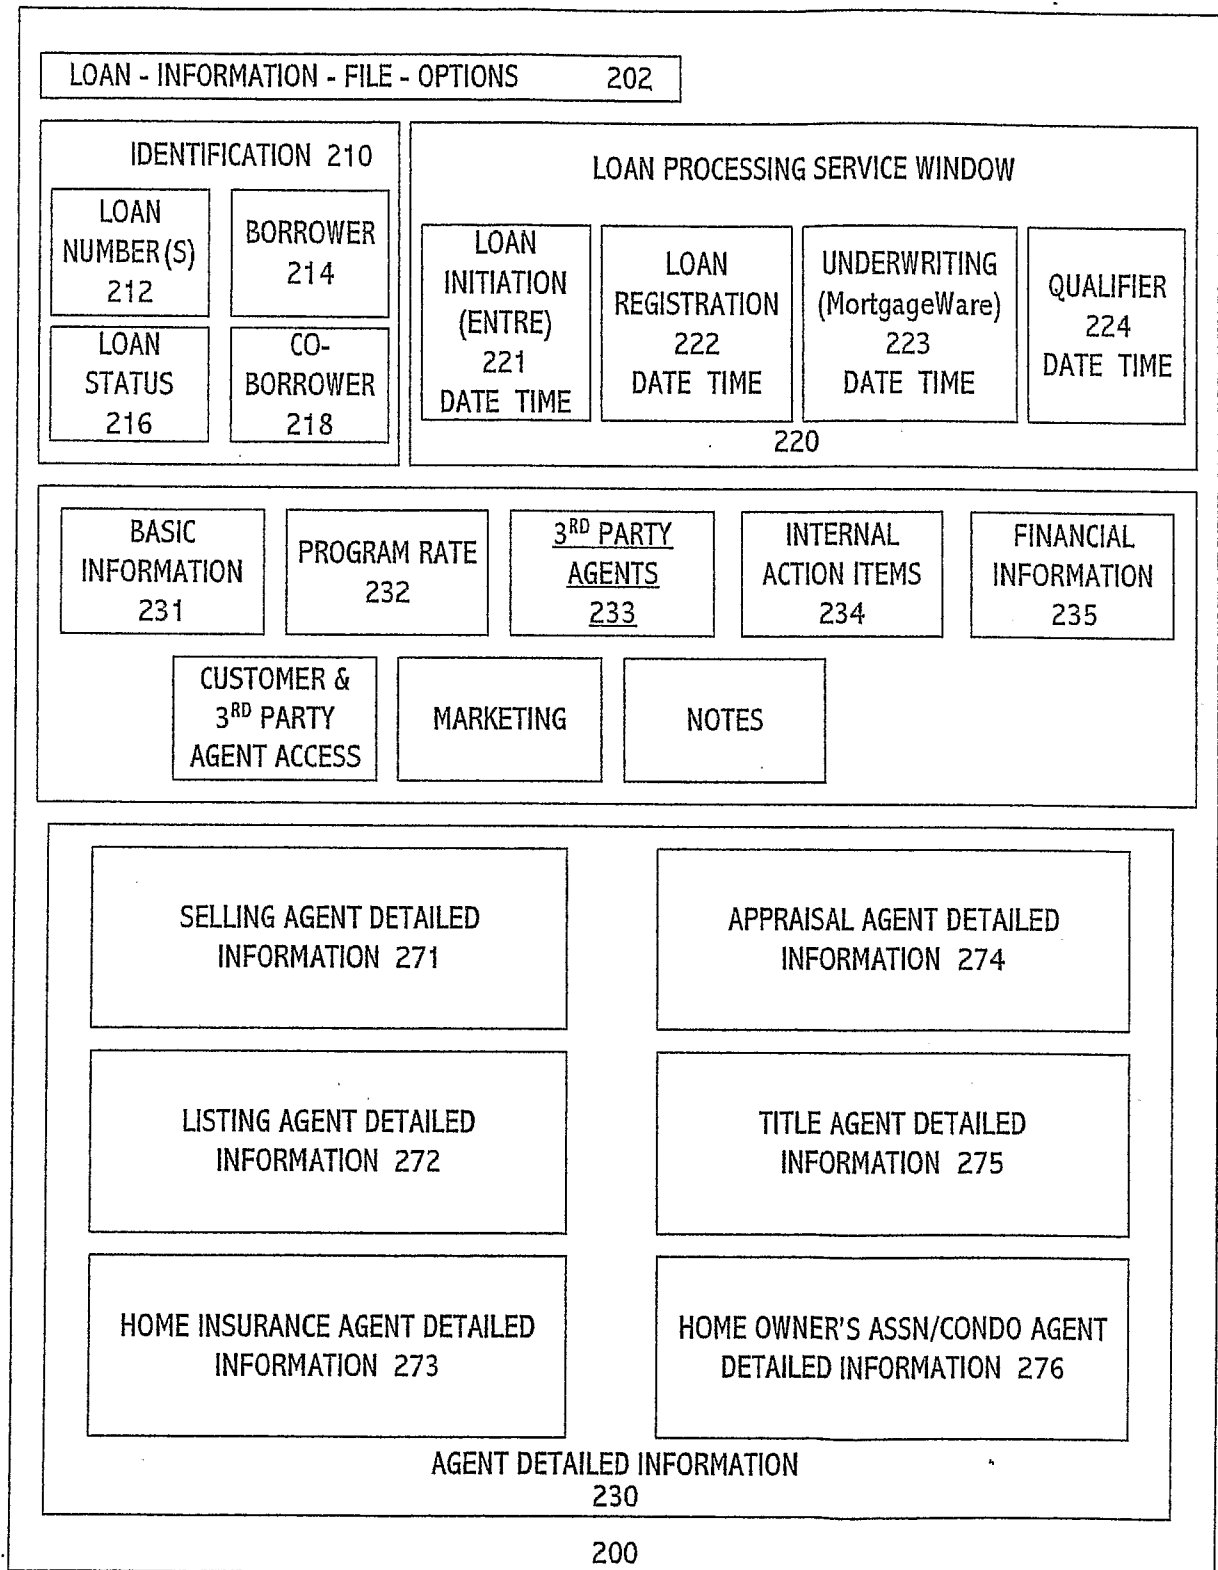 LOAN - INFORMATION - FILE - OPTIONS 202
IDENTIFICATION 210
LOAN
NUMBER(S)
212
BORROWER
214
LOAN
STATUS
216
CO-
BORROWER
218
LOAN PROCESSING SERVICE WINDOW
LOAN
INITIATION
(ENTRE)
221
DATE TIME
LOAN
REGISTRATION
222
DATE TIME
UNDERWRITING
(MortgageWare)
223
DATE TIME
QUALIFIER
224
DATE TIME
220
BASIC
INFORMATION
231
PROGRAM RATE
232
3RD PARTY
AGENTS
233
INTERNAL
ACTION ITEMS
234
FINANCIAL
INFORMATION
235
CUSTOMER &
3RD PARTY
AGENT ACCESS
MARKETING
NOTES
SELLING AGENT DETAILED
INFORMATION 271
APPRAISAL AGENT DETAILED
INFORMATION 274
LISTING AGENT DETAILED
INFORMATION 272
TITLE AGENT DETAILED
INFORMATION 275
HOME INSURANCE AGENT DETAILED
INFORMATION 273
HOME OWNER'S ASSN/CONDO AGENT
DETAILED INFORMATION 276
AGENT DETAILED INFORMATION
230
200